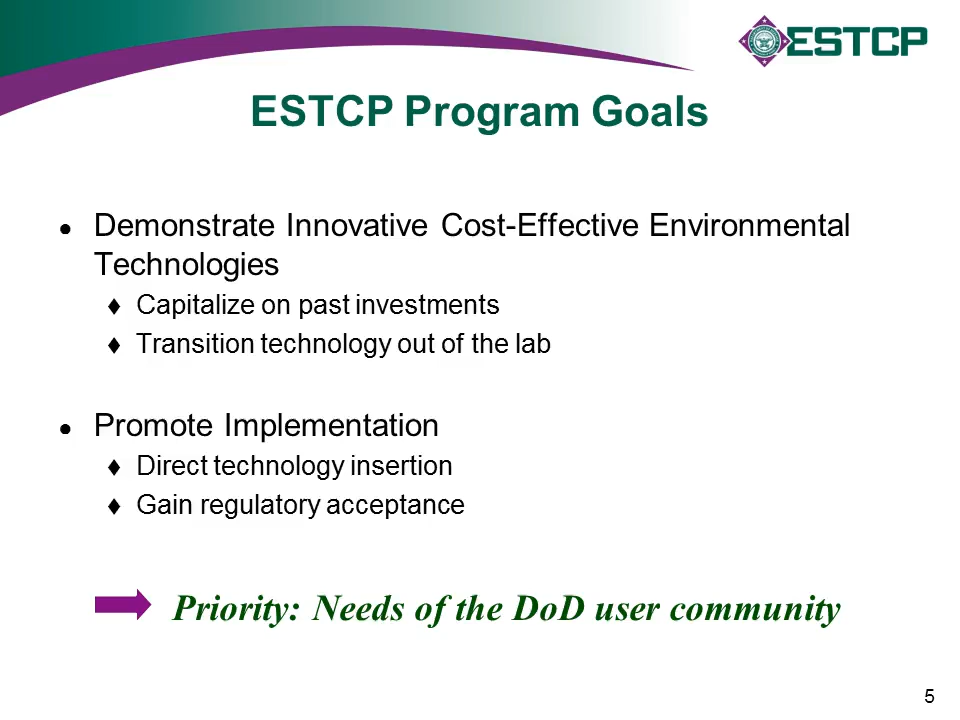 ESTCP
ESTCP Program Goals
● Demonstrate Innovative Cost-Effective Environmental
Technologies
♦ Capitalize on past investments
♦ Transition technology out of the lab
● Promote Implementation
♦ Direct technology insertion
♦ Gain regulatory acceptance
Priority: Needs of the DoD user community
5